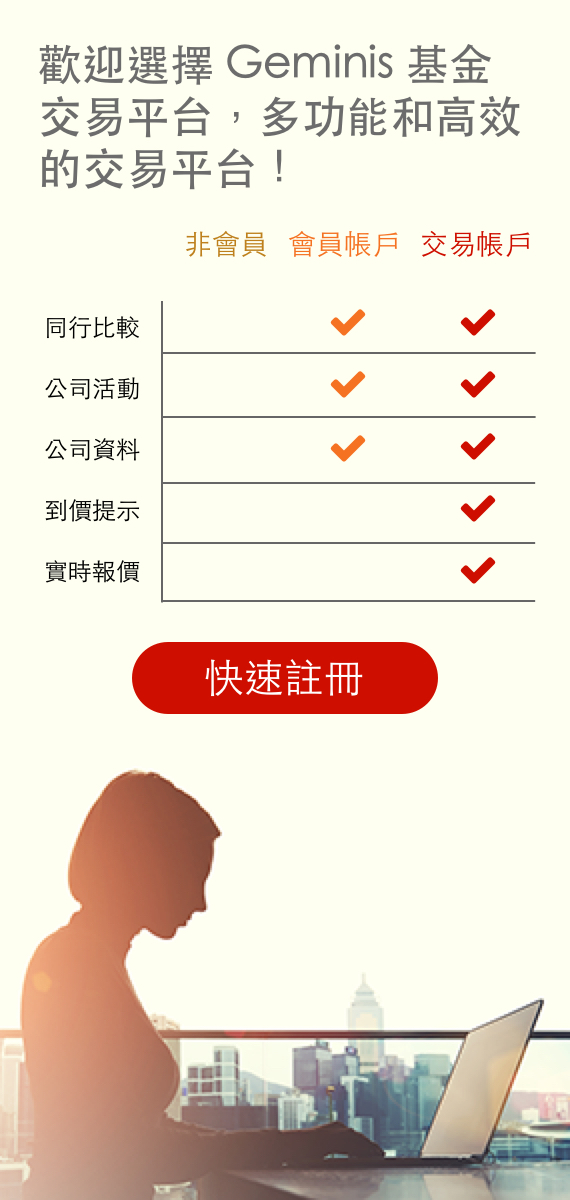 歡迎選擇 Geminis 基金
交易平台，多功能和高效
的交易平台！
非會員 會員帳戶 交易帳戶
同行比較
公司活動
公司資料
到價提示
實時報價
快速註冊